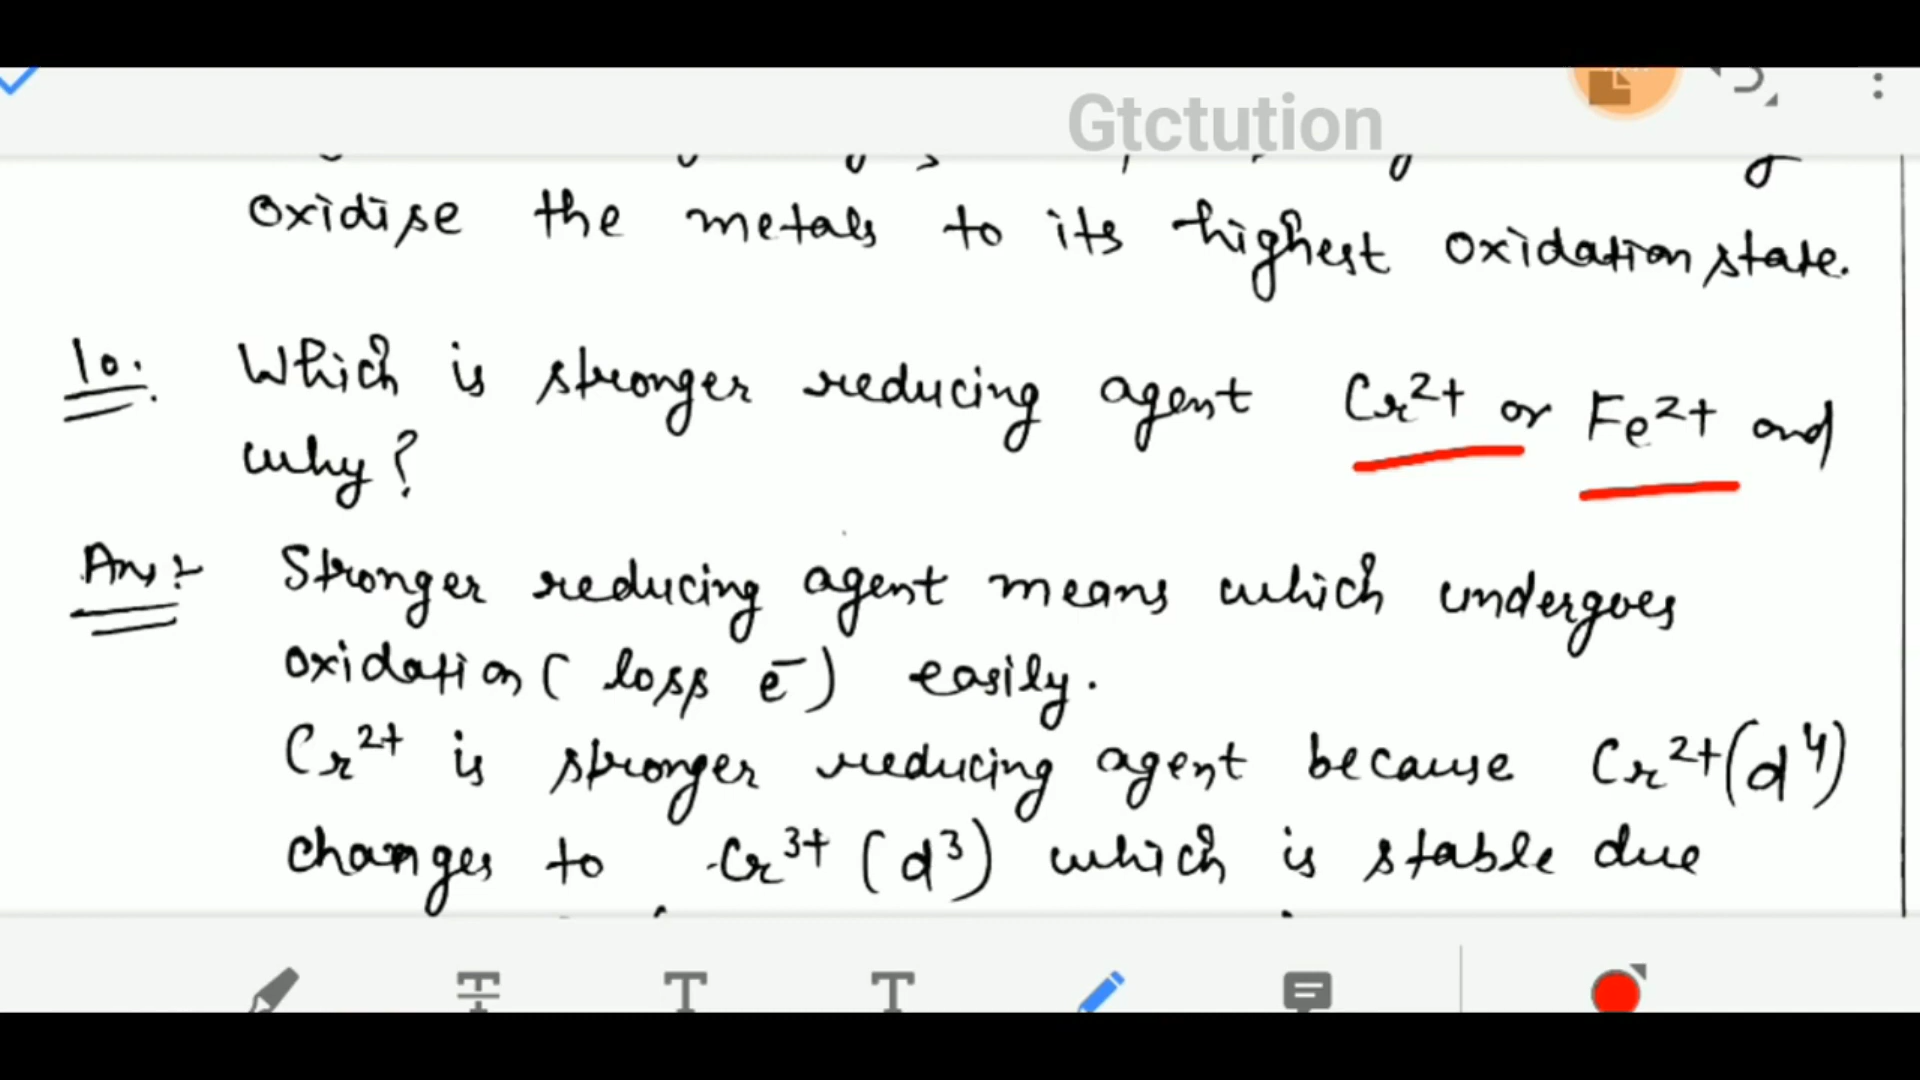 Gtctution
oxidise the metals to its highest oxidation state.
10. Which is stronger reducing agent Cr²⁺ or Fe²⁺ and
why?
Ans:- Stronger reducing agent means which undergoes
oxidation ( loss e⁻) easily.
Cr²⁺ is stronger reducing agent because Cr²⁺(d⁴)
changes to Cr³⁺ (d³) which is stable due